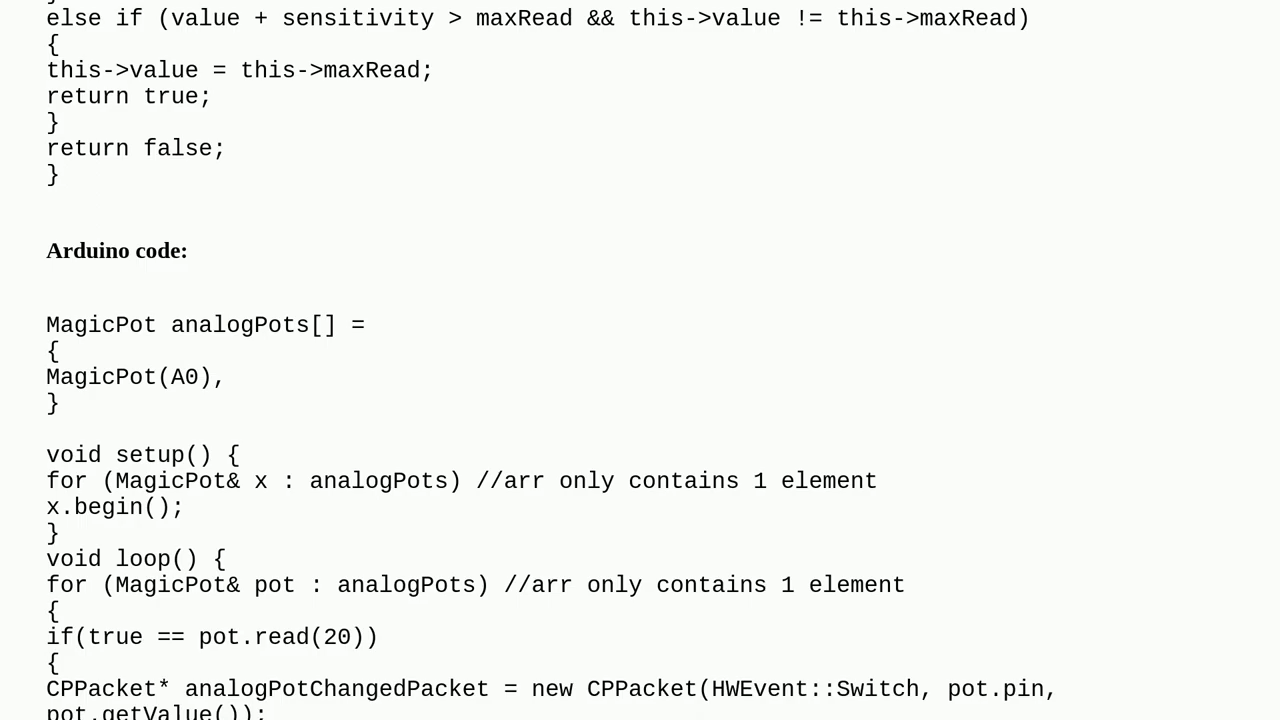 else if (value + sensitivity > maxRead && this->value != this->maxRead)
{
this->value = this->maxRead;
return true;
}
return false;
}
Arduino code:
MagicPot analogPots[] =
{
MagicPot(A0),
}
void setup() {
for (MagicPot& x : analogPots) //arr only contains 1 element
x.begin();
}
void loop() {
for (MagicPot& pot : analogPots) //arr only contains 1 element
{
if(true == pot.read(20))
{
CPPacket* analogPotChangedPacket = new CPPacket(HWEvent::Switch, pot.pin,
pot.getValue());